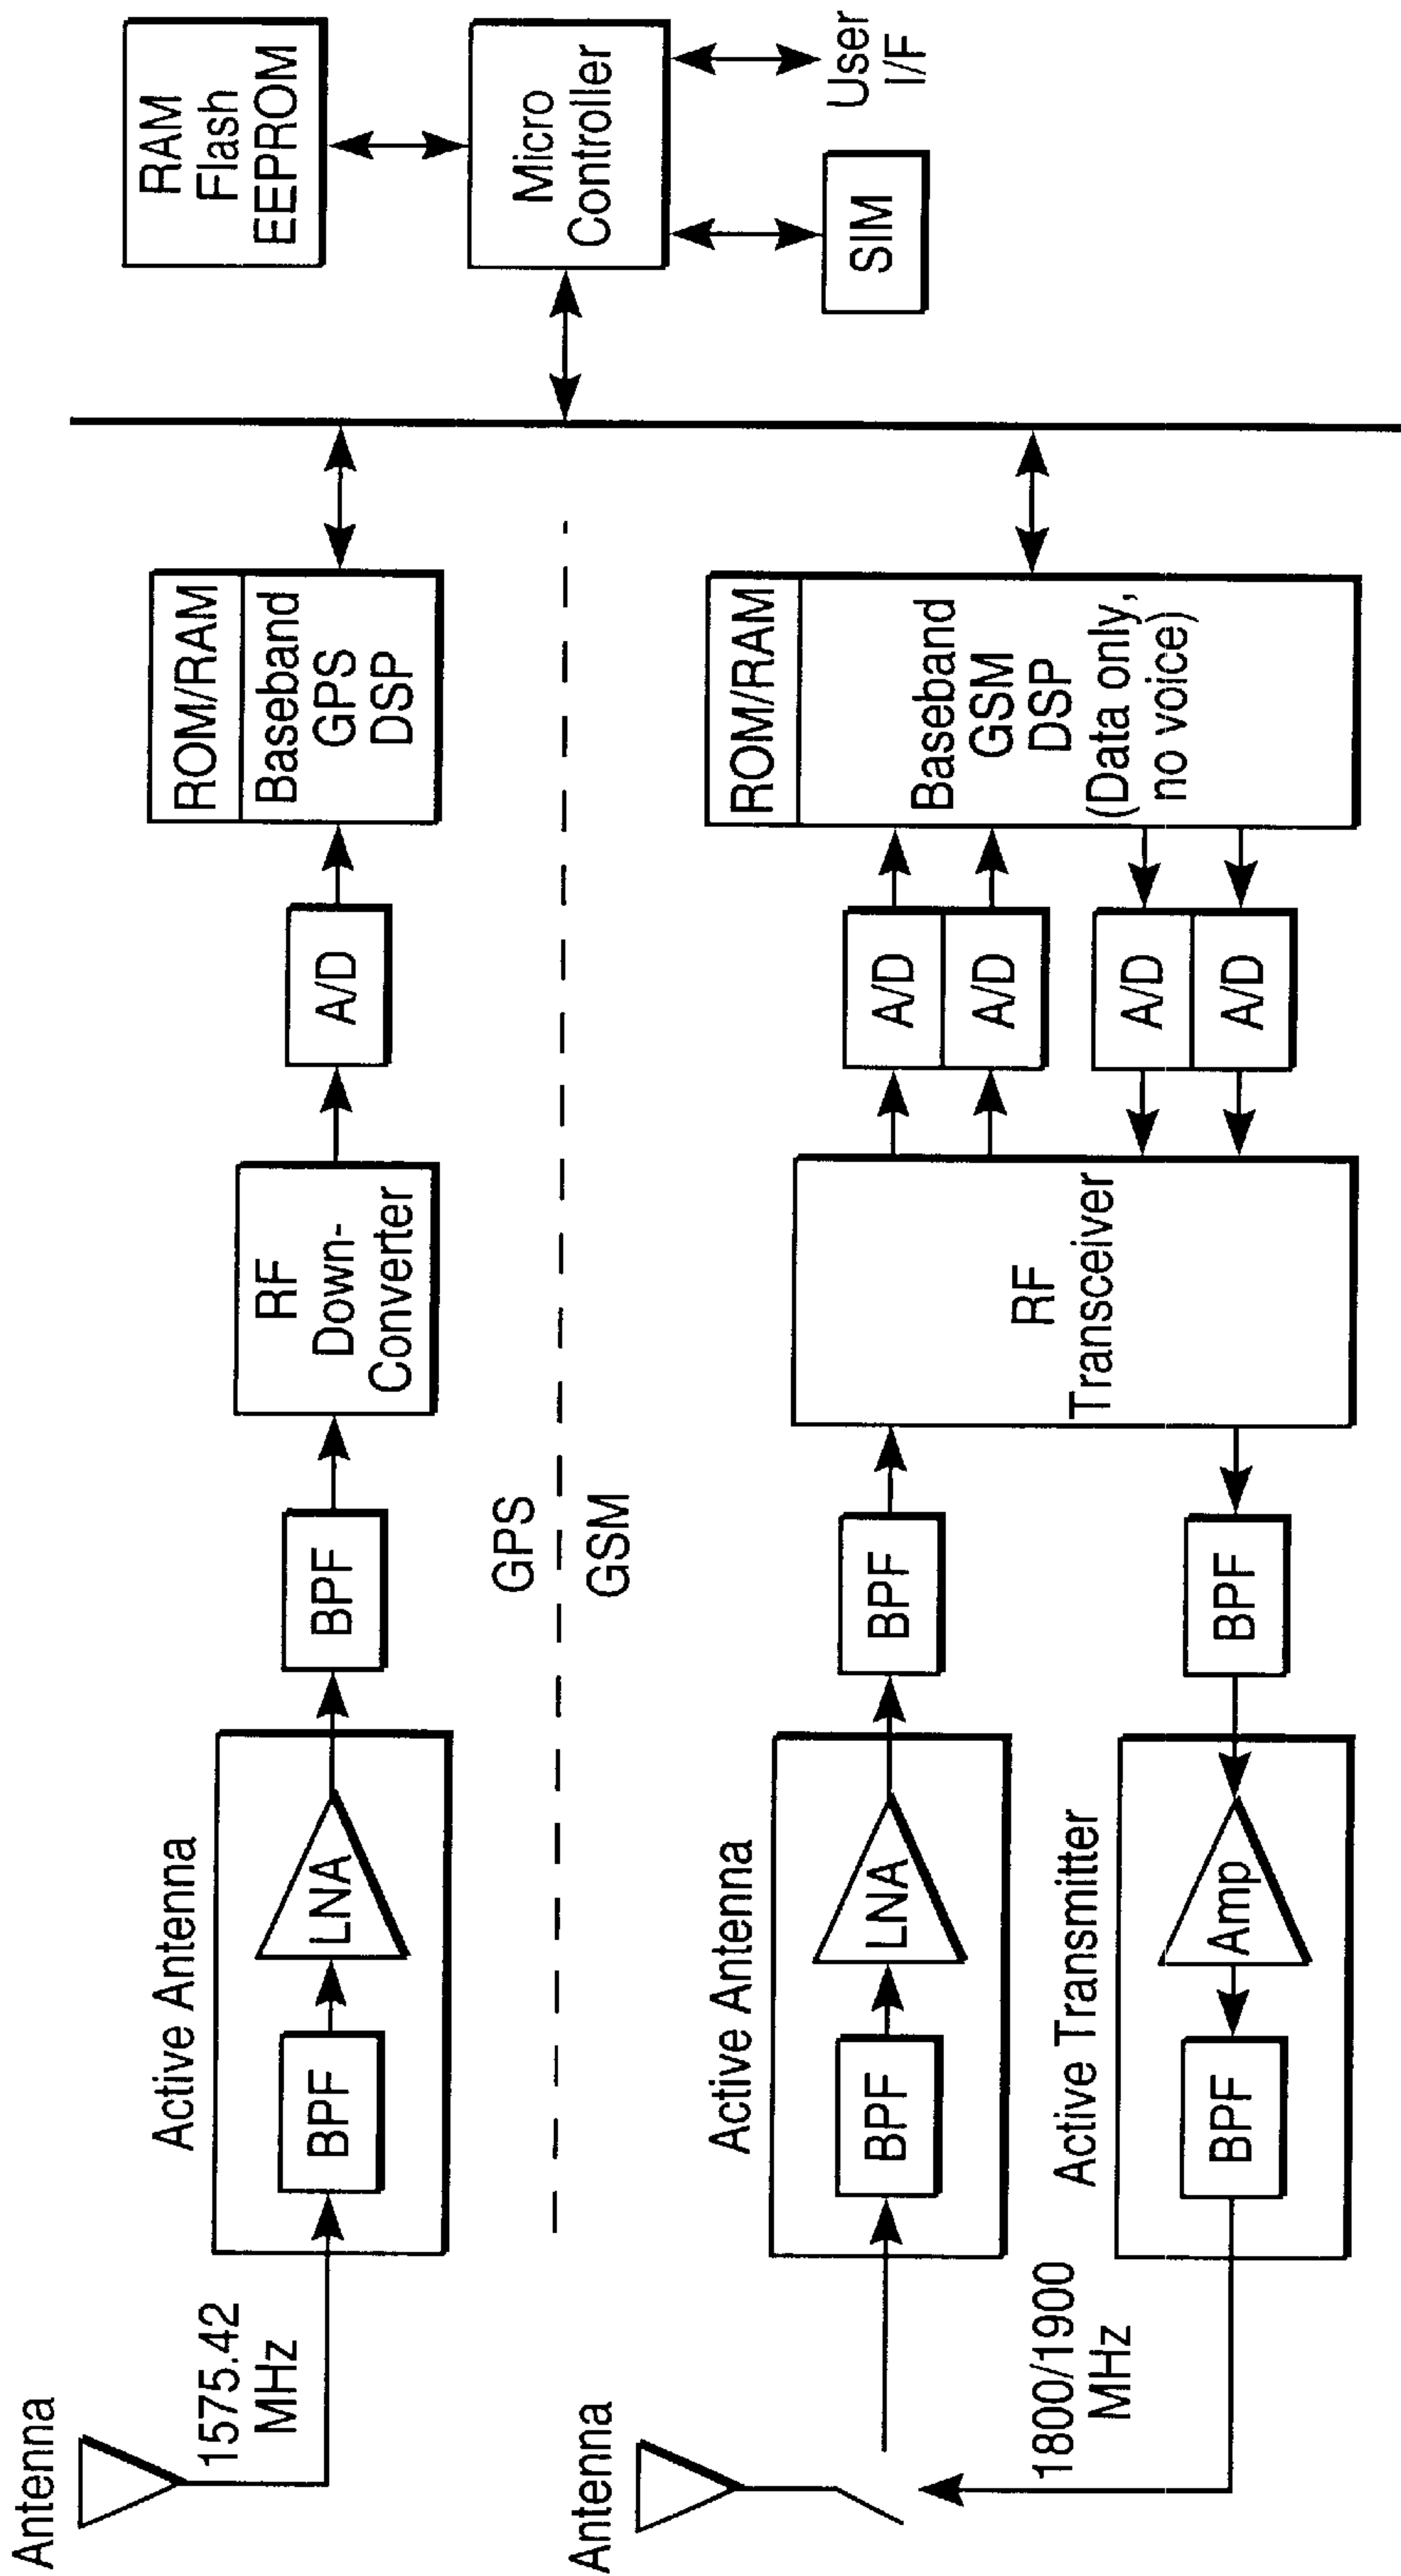 Antenna
1575.42
MHz
Active Antenna
BPF
LNA
BPF
RF
Down-
Converter
A/D
ROM/RAM
Baseband
GPS
DSP
RAM
Flash
EEPROM
Micro
Controller
User
I/F
SIM
GPS
GSM
Antenna
1800/1900
MHz
Active Antenna
BPF
LNA
BPF
Active Transmitter
BPF
Amp
BPF
RF
Transceiver
A/D
A/D
A/D
A/D
ROM/RAM
Baseband
GSM
DSP
(Data only,
no voice)